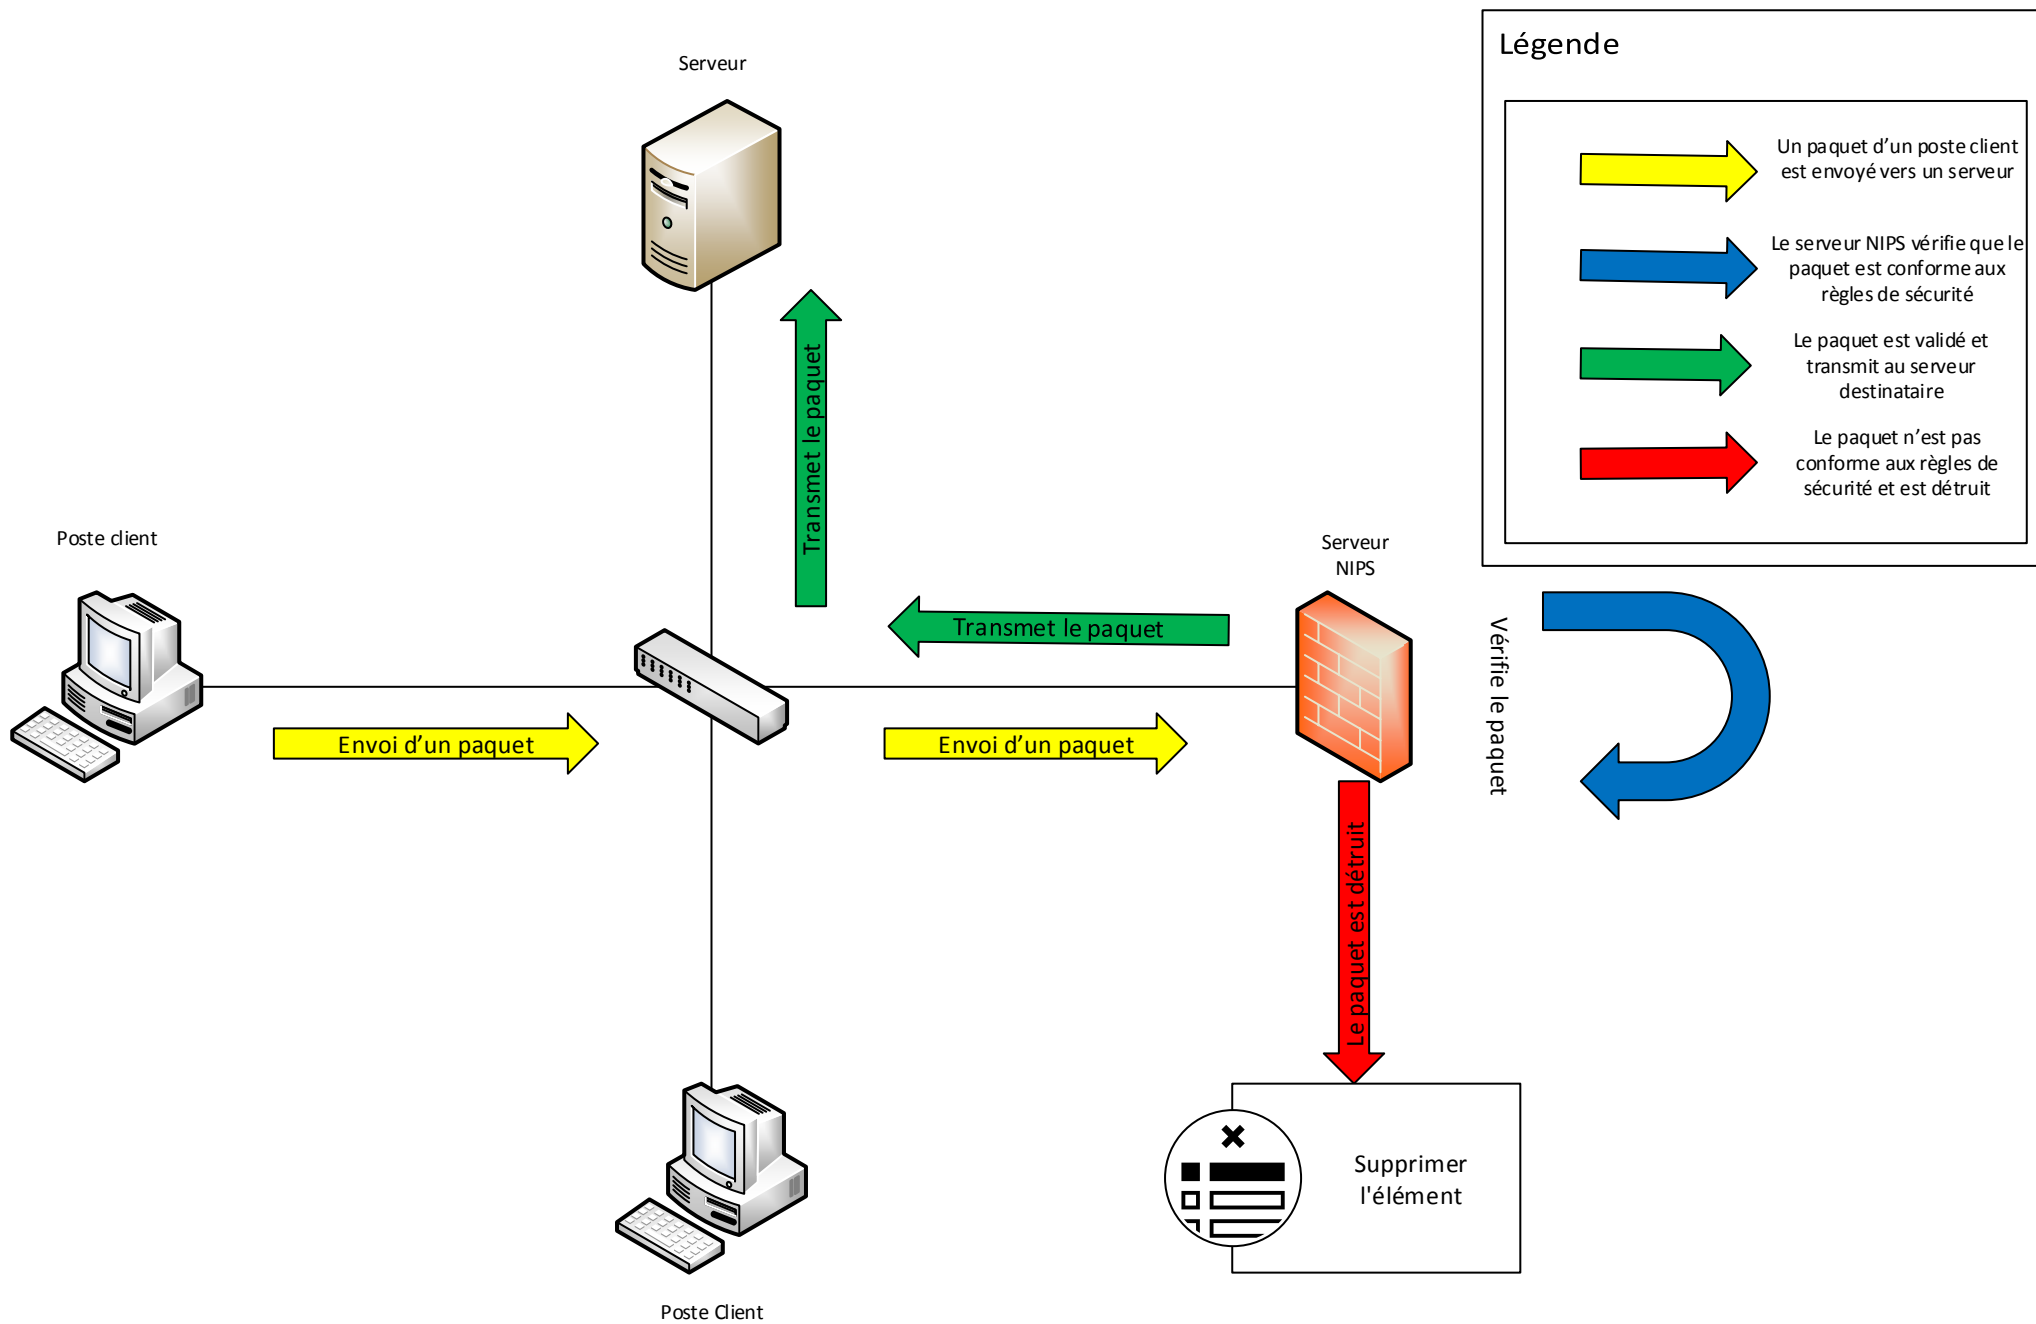 Légende
Serveur
Un paquet d’un poste client
est envoyé vers un serveur
Le serveur NIPS vérifie que le
paquet est conforme aux
règles de sécurité
Le paquet est validé et
transmit au serveur
destinataire
Le paquet n’est pas
conforme aux règles de
sécurité et est détruit
Transmet le paquet
Poste client
Serveur
NIPS
Transmet le paquet
Vérifie le paquet
Envoi d’un paquet
Envoi d’un paquet
Le paquet est détruit
Supprimer
l'élément
Poste Client